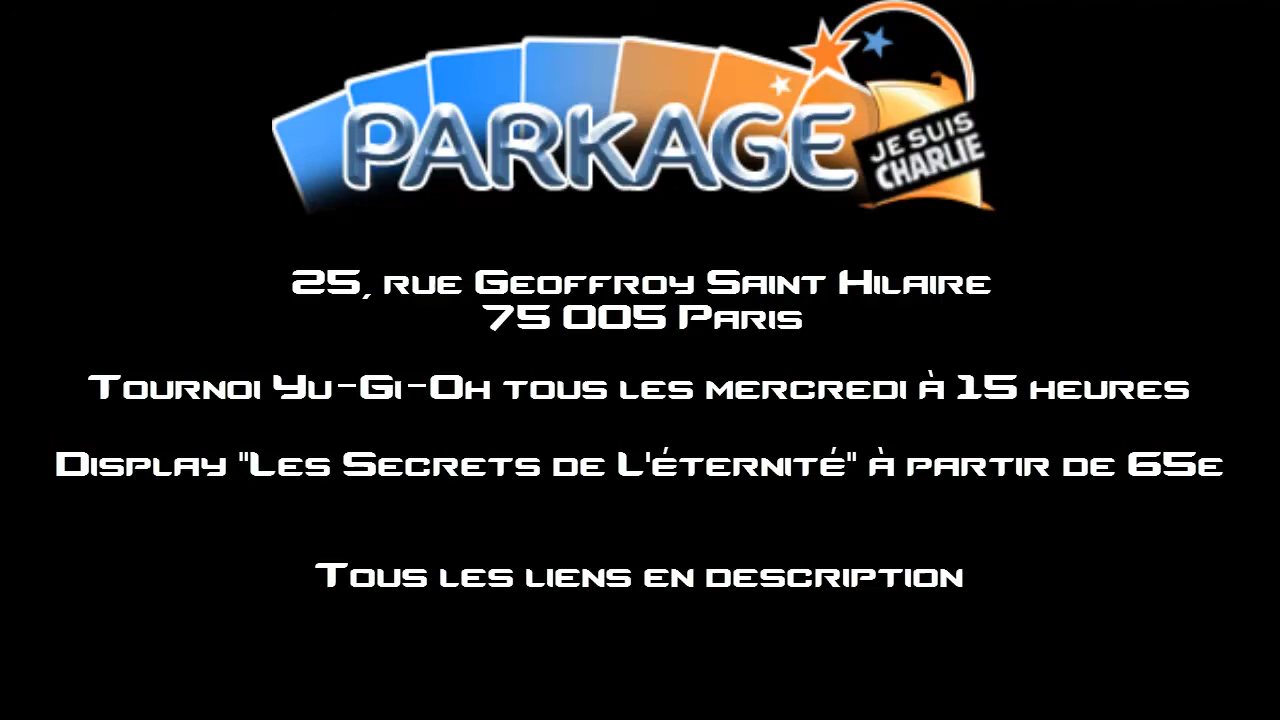 PARKAGE
JE SUIS
CHARLIE
25, rue Geoffroy Saint Hilaire
75 005 Paris
Tournoi Yu-Gi-Oh tous les mercredi à 15 heures
Display "Les Secrets de L'éternité" à partir de 65e
Tous les liens en description